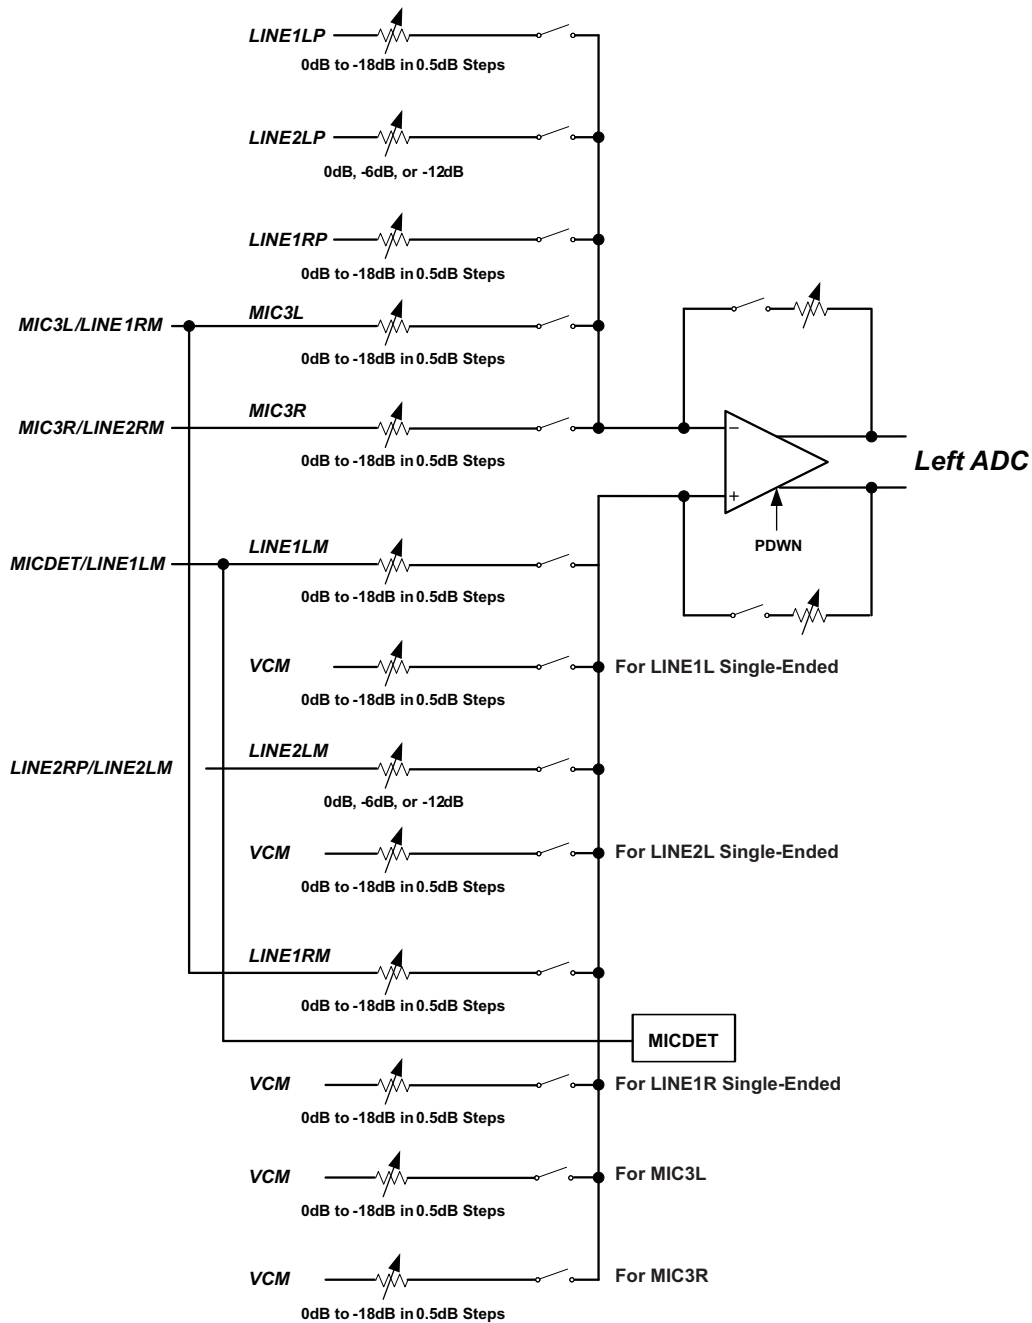 LINE1LP
0dB to -18dB in 0.5dB Steps
LINE2LP
0dB, -6dB, or -12dB
LINE1RP
0dB to -18dB in 0.5dB Steps
MIC3L/LINE1RM
MIC3L
0dB to -18dB in 0.5dB Steps
MIC3R/LINE2RM
MIC3R
0dB to -18dB in 0.5dB Steps
−
+
Left ADC
PDWN
MICDET/LINE1LM
LINE1LM
0dB to -18dB in 0.5dB Steps
VCM
For LINE1L Single-Ended
0dB to -18dB in 0.5dB Steps
LINE2RP/LINE2LM
LINE2LM
0dB, -6dB, or -12dB
VCM
For LINE2L Single-Ended
0dB to -18dB in 0.5dB Steps
LINE1RM
0dB to -18dB in 0.5dB Steps
MICDET
VCM
For LINE1R Single-Ended
0dB to -18dB in 0.5dB Steps
VCM
For MIC3L
0dB to -18dB in 0.5dB Steps
VCM
For MIC3R
0dB to -18dB in 0.5dB Steps